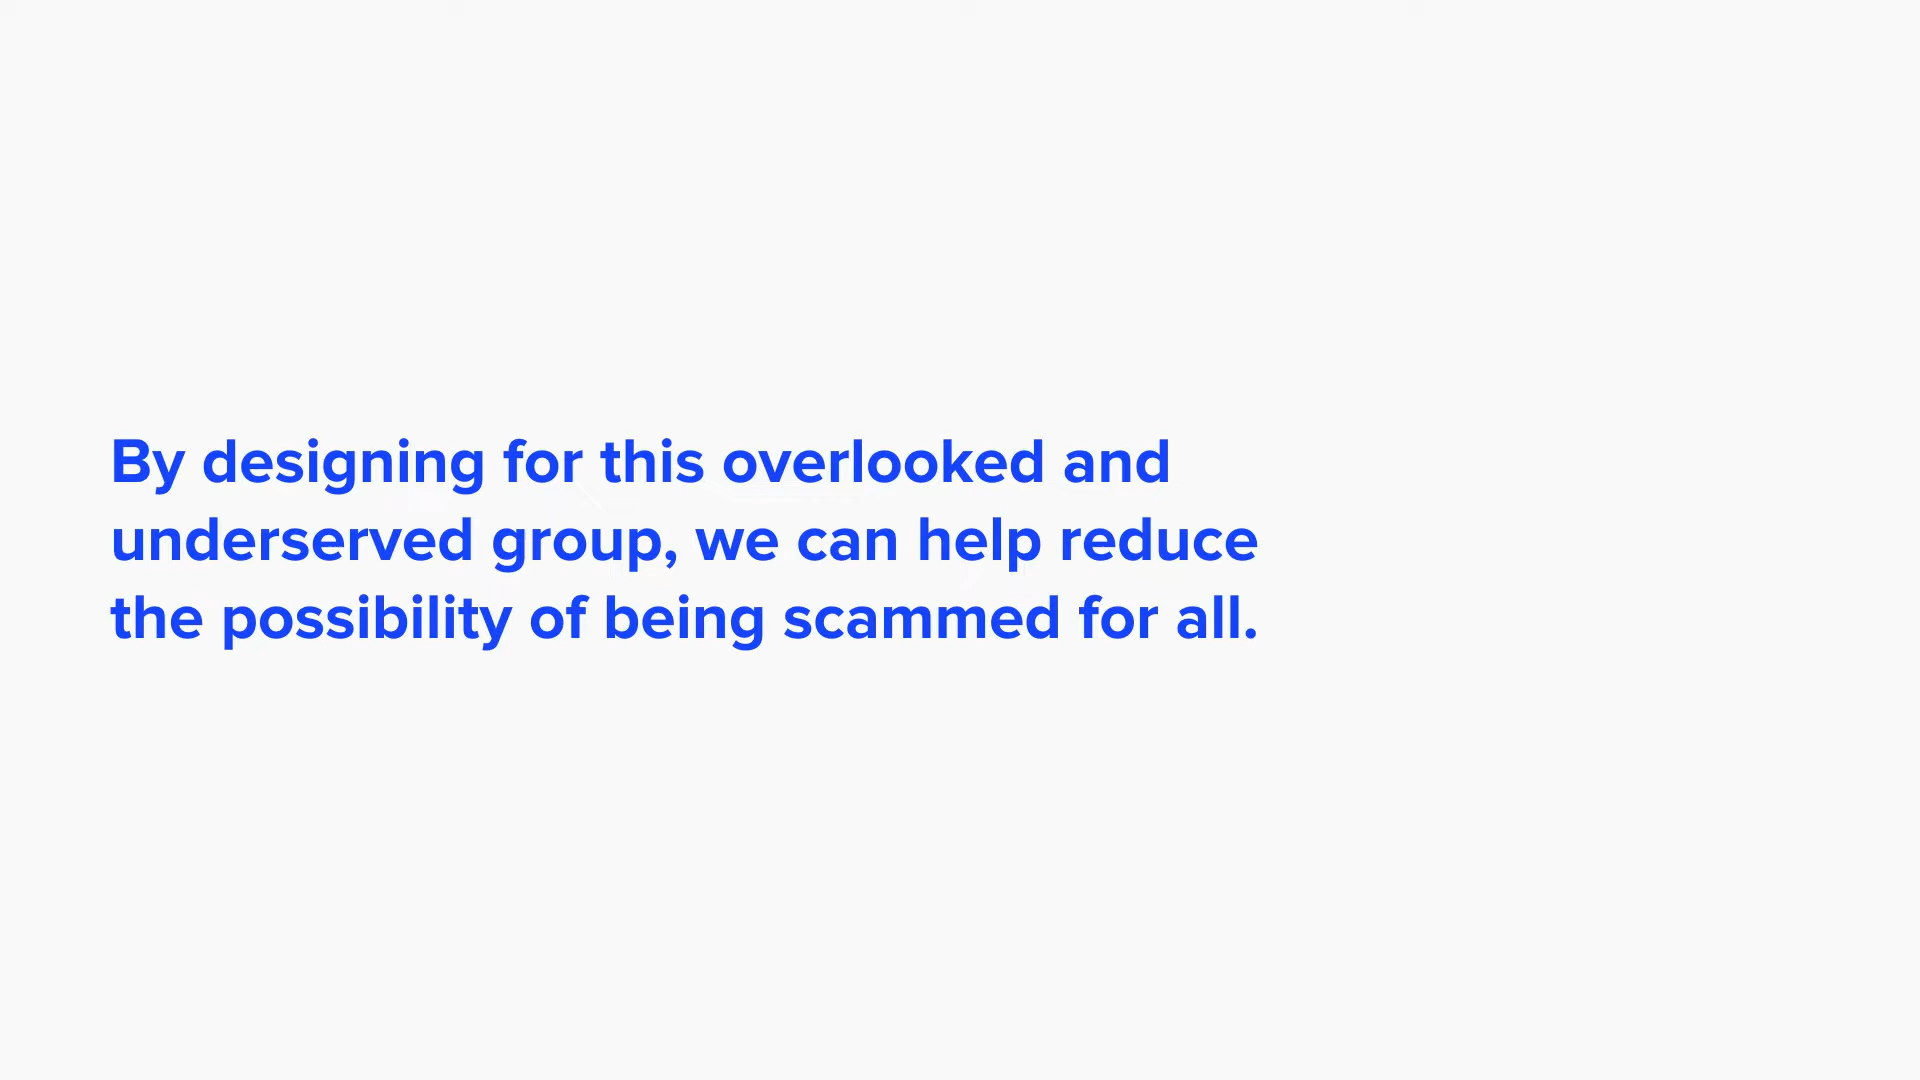 By designing for this overlooked and
underserved group, we can help reduce
the possibility of being scammed for all.